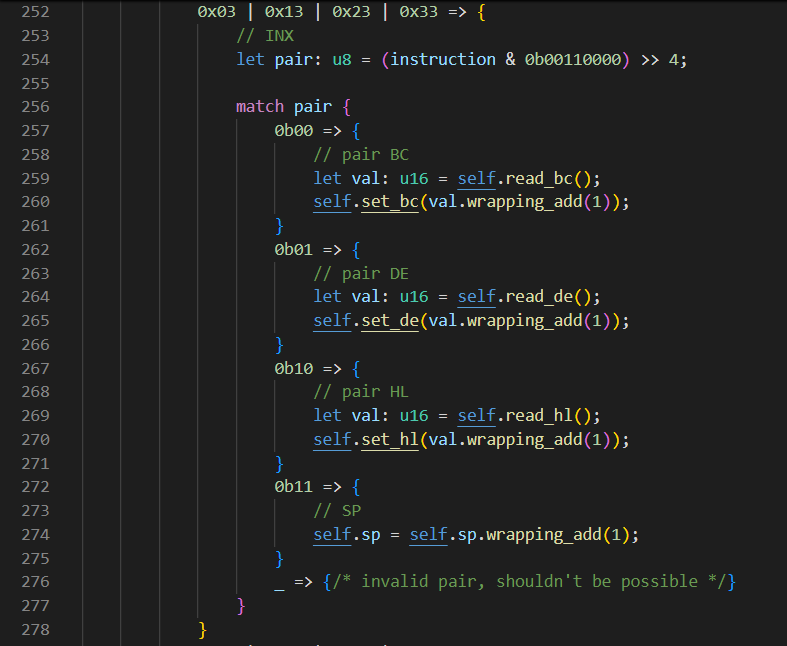 252 0x03 | 0x13 | 0x23 | 0x33 => {
253 // INX
254 let pair: u8 = (instruction & 0b00110000) >> 4;
255
256 match pair {
257 0b00 => {
258 // pair BC
259 let val: u16 = self.read_bc();
260 self.set_bc(val.wrapping_add(1));
261 }
262 0b01 => {
263 // pair DE
264 let val: u16 = self.read_de();
265 self.set_de(val.wrapping_add(1));
266 }
267 0b10 => {
268 // pair HL
269 let val: u16 = self.read_hl();
270 self.set_hl(val.wrapping_add(1));
271 }
272 0b11 => {
273 // SP
274 self.sp = self.sp.wrapping_add(1);
275 }
276 _ => {/* invalid pair, shouldn't be possible */}
277 }
278 }